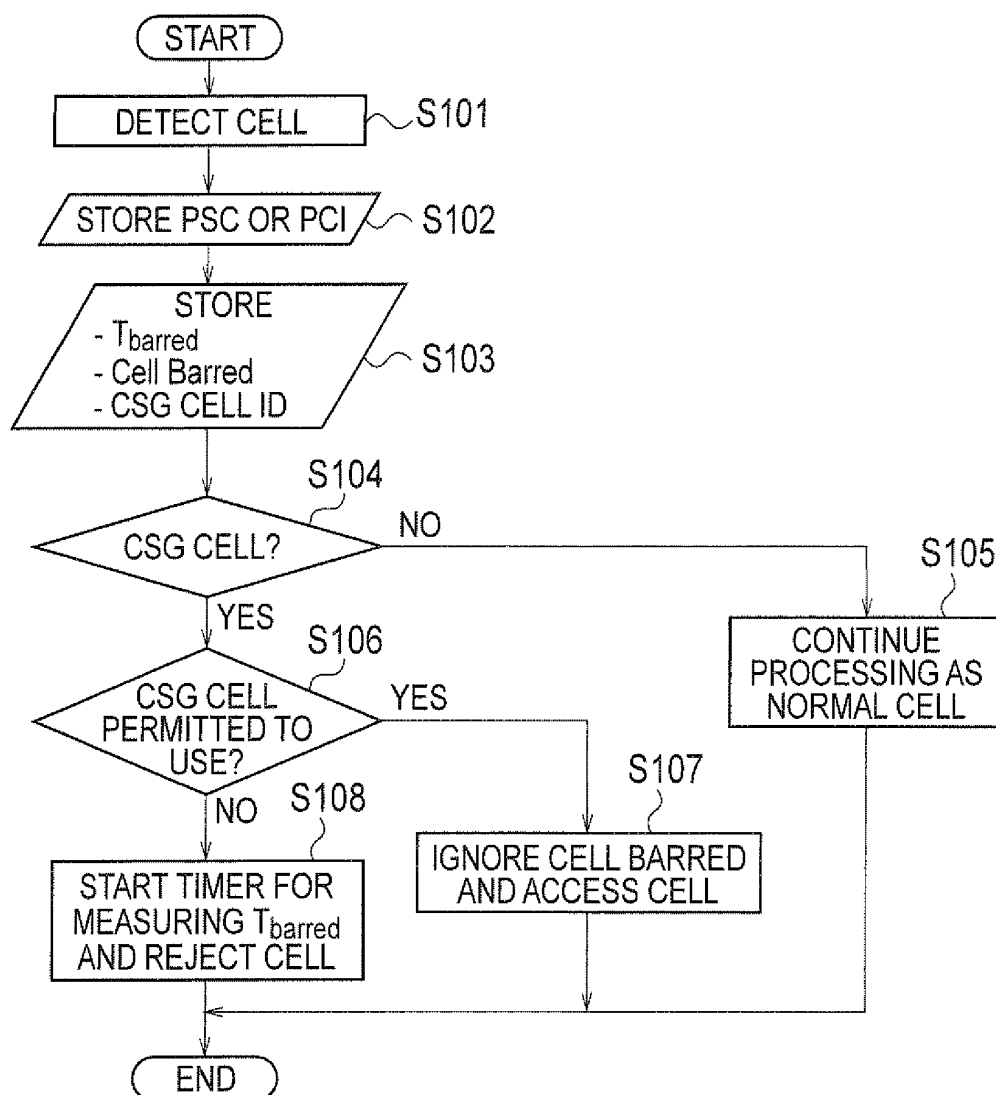 START
DETECT CELL
S101
STORE PSC OR PCI
S102
STORE
- Tbarred
- Cell Barred
- CSG CELL ID
S103
S104
CSG CELL?
NO
YES
S105
CONTINUE
PROCESSING AS
NORMAL CELL
S106
CSG CELL
PERMITTED TO
USE?
YES
NO
S107
IGNORE CELL BARRED
AND ACCESS CELL
S108
START TIMER FOR
MEASURING Tbarred
AND REJECT CELL
END